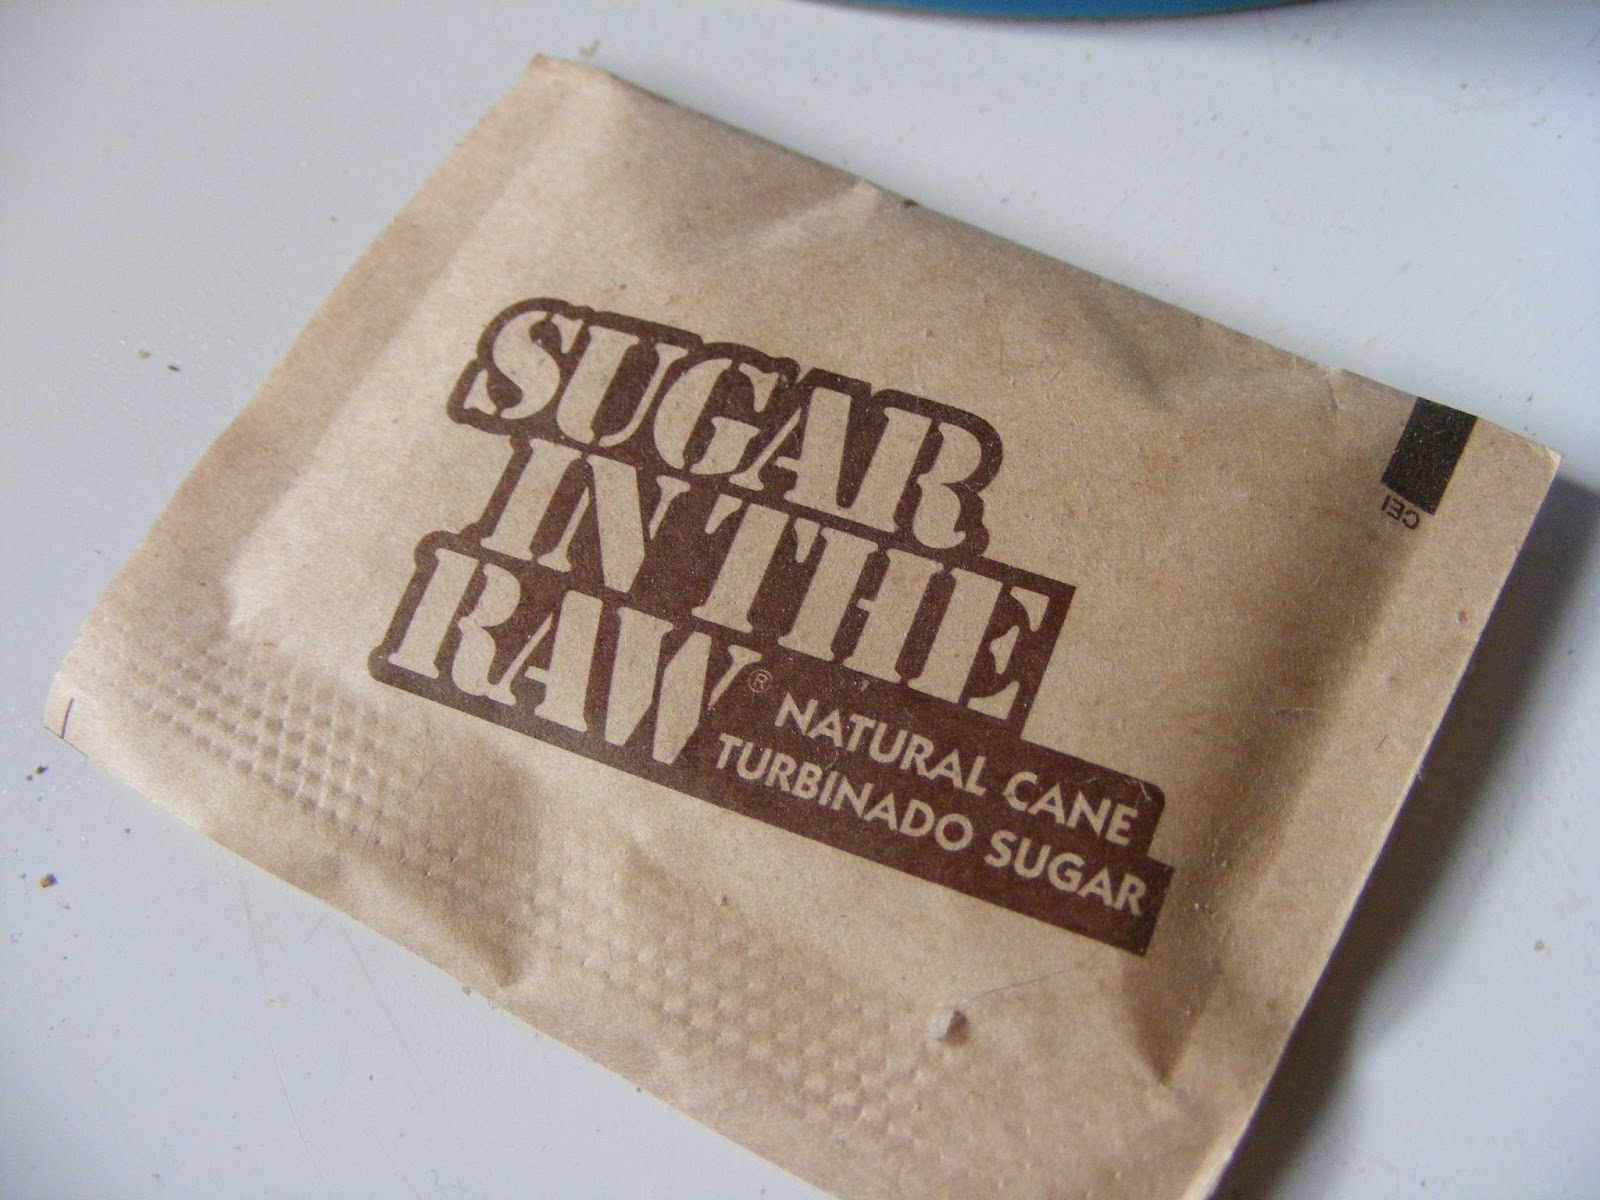 SUGAR
IN THE
RAW®
NATURAL CANE
TURBINADO SUGAR
CEI